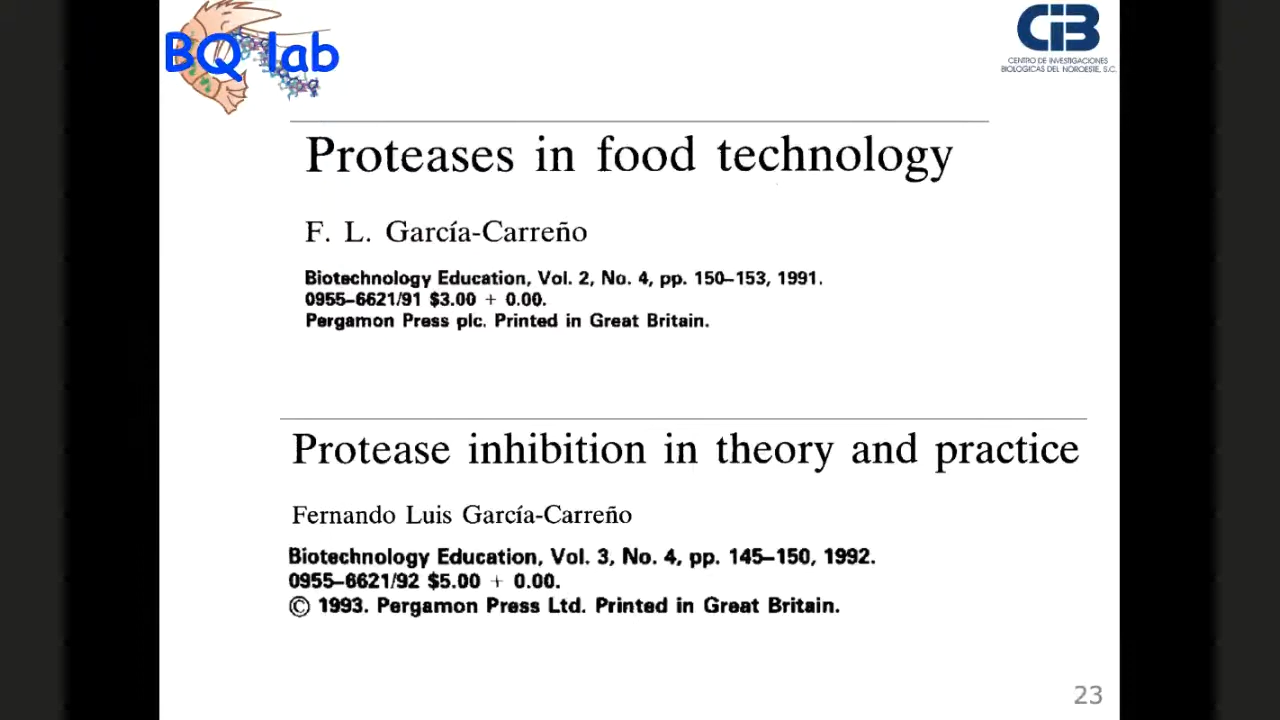 BQ lab
CiB
CENTRO DE INVESTIGACIONES
BIOLOGICAS DEL NOROESTE, S.C.
Proteases in food technology
F. L. García-Carreño
Biotechnology Education, Vol. 2, No. 4, pp. 150–153, 1991.
0955–6621/91 $3.00 + 0.00.
Pergamon Press plc. Printed in Great Britain.
Protease inhibition in theory and practice
Fernando Luis García-Carreño
Biotechnology Education, Vol. 3, No. 4, pp. 145–150, 1992.
0955–6621/92 $5.00 + 0.00.
© 1993. Pergamon Press Ltd. Printed in Great Britain.
23